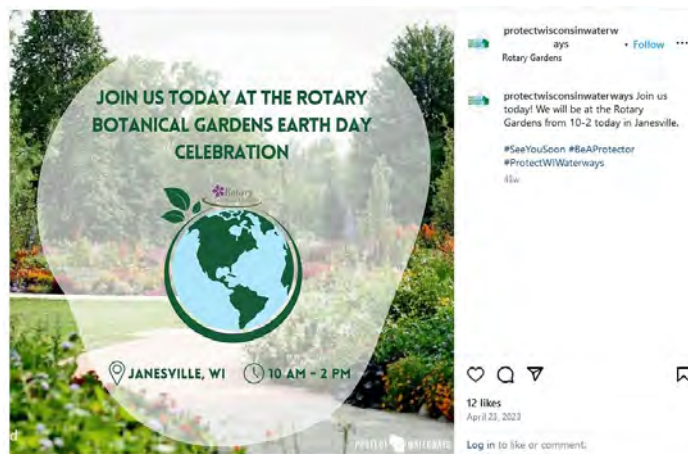 JOIN US TODAY AT THE ROTARY
BOTANICAL GARDENS EARTH DAY
CELEBRATION
Rotary
JANESVILLE, WI
10 AM - 2 PM
PROTECT WATERWAYS
protectwisconsinwaterw
ays • Follow ...
Rotary Gardens
protectwisconsinwaterways Join us
today! We will be at the Rotary
Gardens from 10-2 today in Janesville.
#SeeYouSoon #BeAProtector
#ProtectWIWaterways
12 likes
April 23, 2023
Log in to like or comment.